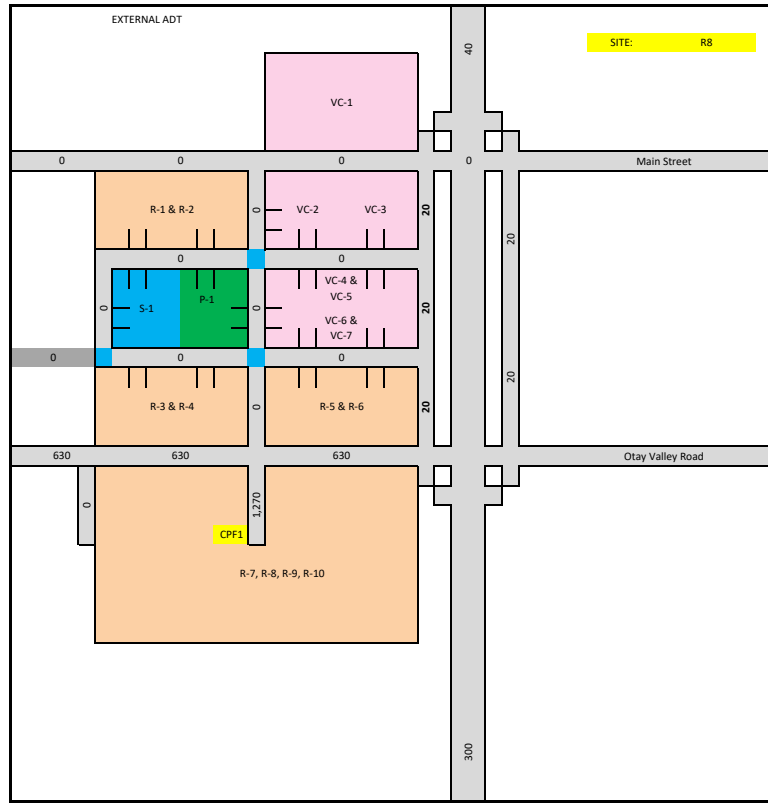 EXTERNAL ADT
40
SITE: R8
VC-1
0 0 0 0 Main Street
R-1 & R-2
0
VC-2 VC-3
20
20
0 0
S-1
P-1
0
0
VC-4 &
VC-5
VC-6 &
VC-7
20
0 0 0
20
R-3 & R-4
0
R-5 & R-6
20
630 630 630 Otay Valley Road
0
1,270
CPF1
R-7, R-8, R-9, R-10
300